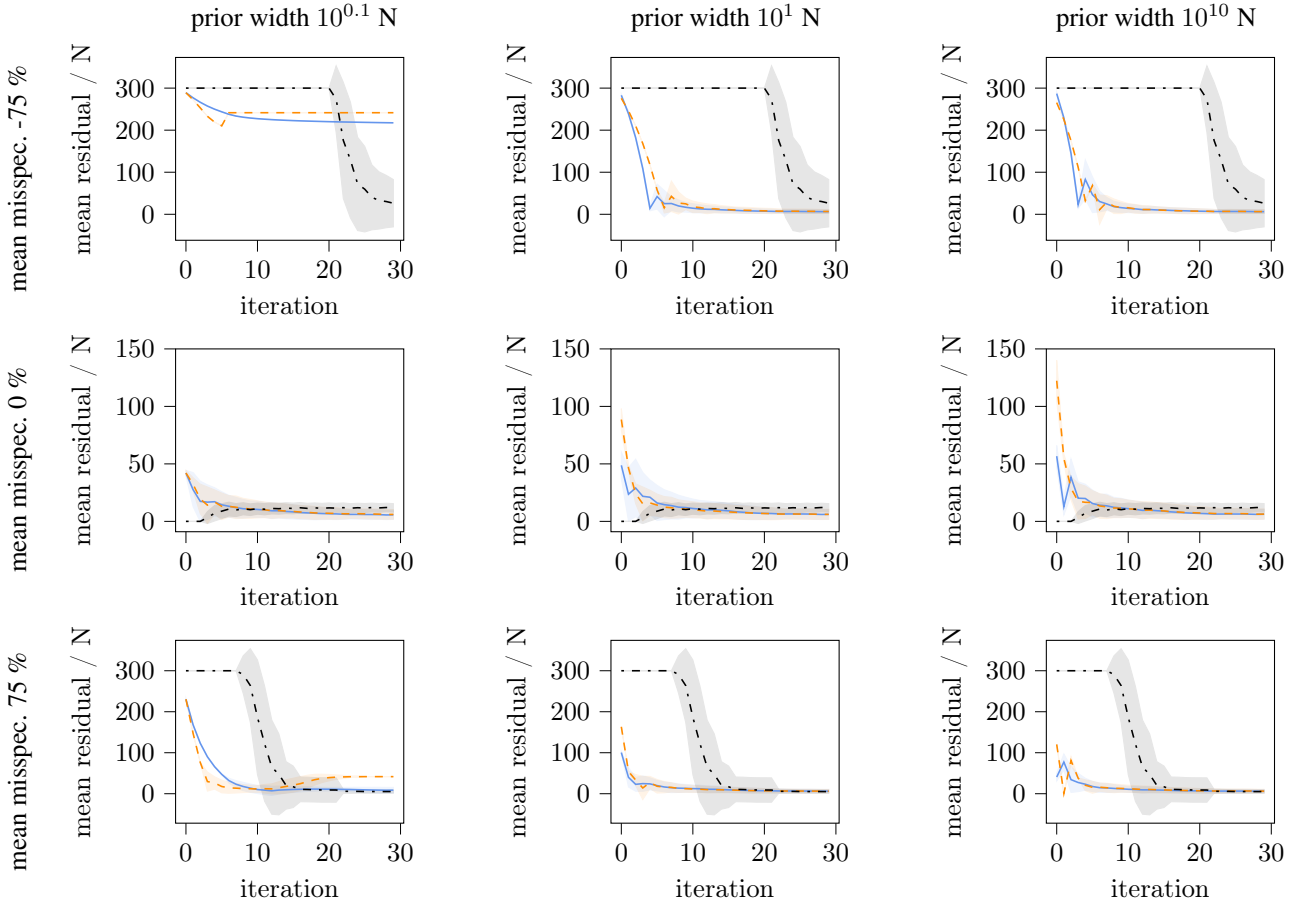 prior width 10^0.1 N
prior width 10^1 N
prior width 10^10 N
mean misspec. -75 %
mean residual / N
300
200
100
0
0 10 20 30
iteration
mean residual / N
300
200
100
0
0 10 20 30
iteration
mean residual / N
300
200
100
0
0 10 20 30
iteration
mean misspec. 0 %
mean residual / N
150
100
50
0
0 10 20 30
iteration
mean residual / N
150
100
50
0
0 10 20 30
iteration
mean residual / N
150
100
50
0
0 10 20 30
iteration
mean misspec. 75 %
mean residual / N
300
200
100
0
0 10 20 30
iteration
mean residual / N
300
200
100
0
0 10 20 30
iteration
mean residual / N
300
200
100
0
0 10 20 30
iteration